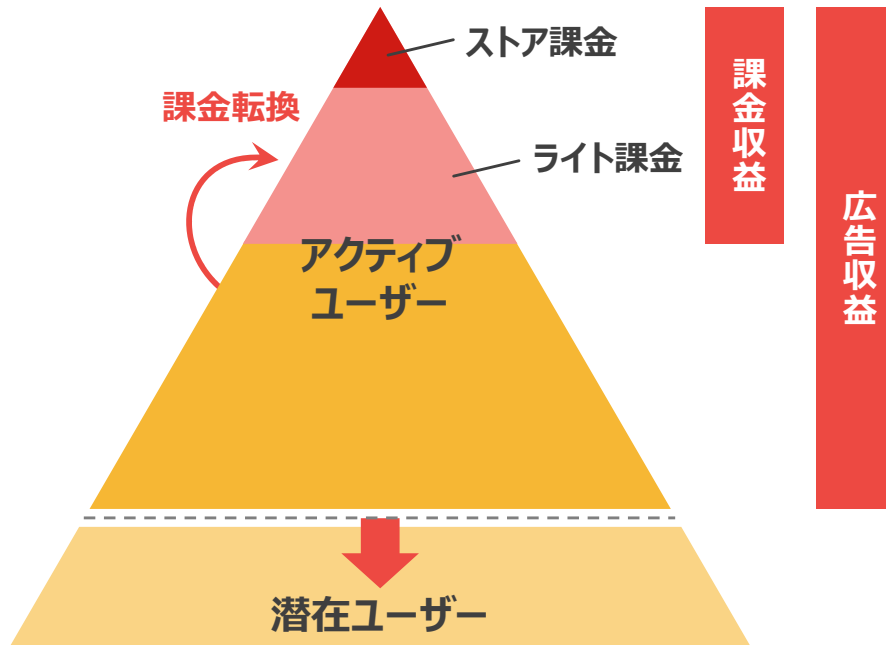 ストア課金
課金転換
ライト課金
アクティブ
ユーザー
潜在ユーザー
課金収益
広告収益